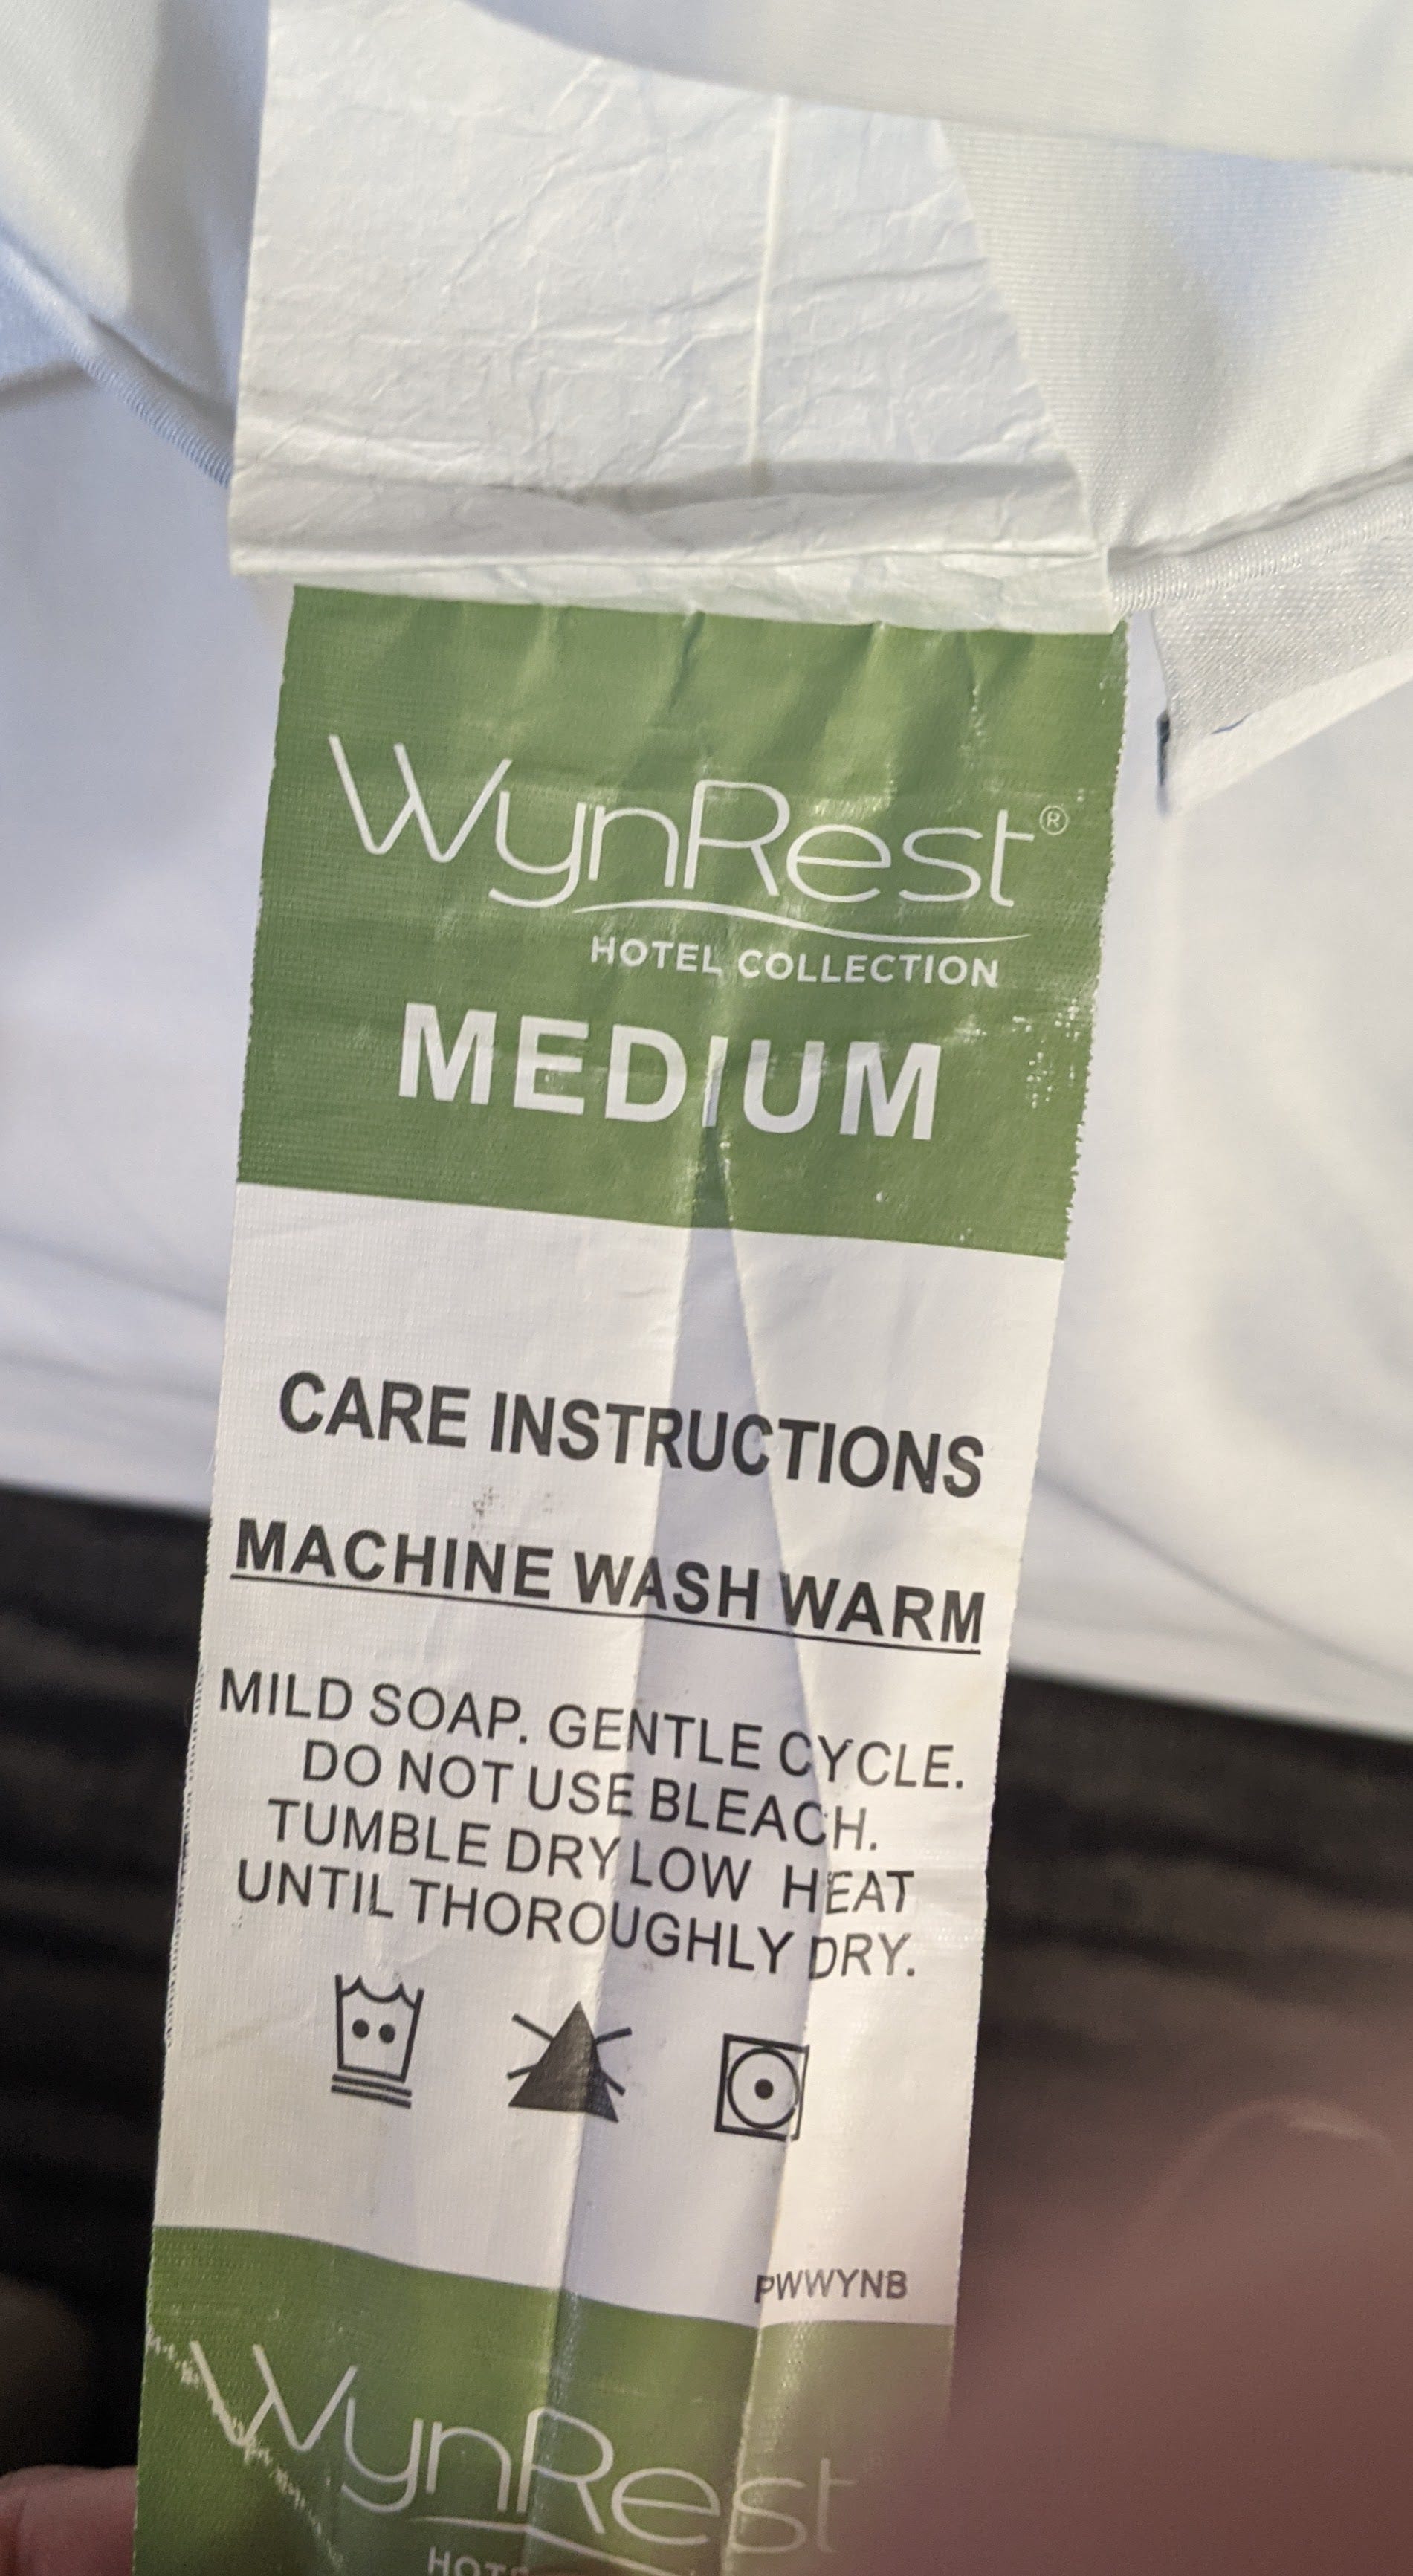 WynRest®
HOTEL COLLECTION
MEDIUM
CARE INSTRUCTIONS
MACHINE WASH WARM
MILD SOAP. GENTLE CYCLE.
DO NOT USE BLEACH.
TUMBLE DRY LOW HEAT
UNTIL THOROUGHLY DRY.
PWWYNB
WynRest